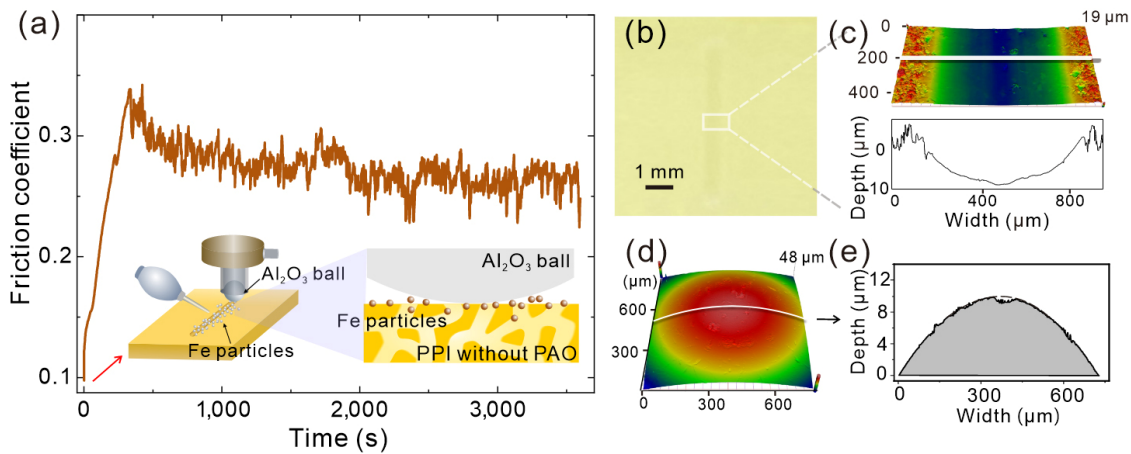 (a)
Friction coefficient
0.3
0.2
0.1
0
1,000
2,000
3,000
Time (s)
Al₂O₃ ball
Fe particles
Al₂O₃ ball
Fe particles
PPI without PAO
(b)
1 mm
(c)
19 μm
0
200
400
Depth (μm)
0
10
0
400
800
Width (μm)
(d)
48 μm
(μm)
600
300
0
300
600
(e)
Depth (μm)
12
8
4
0
0
200
400
600
Width (μm)